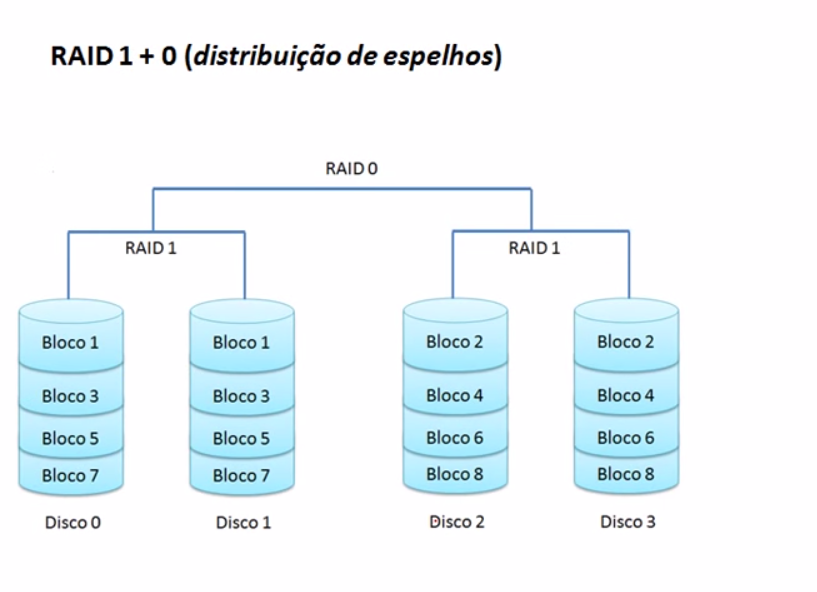 RAID 1 + 0 (distribuição de espelhos)
RAID 0
RAID 1
RAID 1
Bloco 1
Bloco 3
Bloco 5
Bloco 7
Disco 0
Bloco 1
Bloco 3
Bloco 5
Bloco 7
Disco 1
Bloco 2
Bloco 4
Bloco 6
Bloco 8
Disco 2
Bloco 2
Bloco 4
Bloco 6
Bloco 8
Disco 3